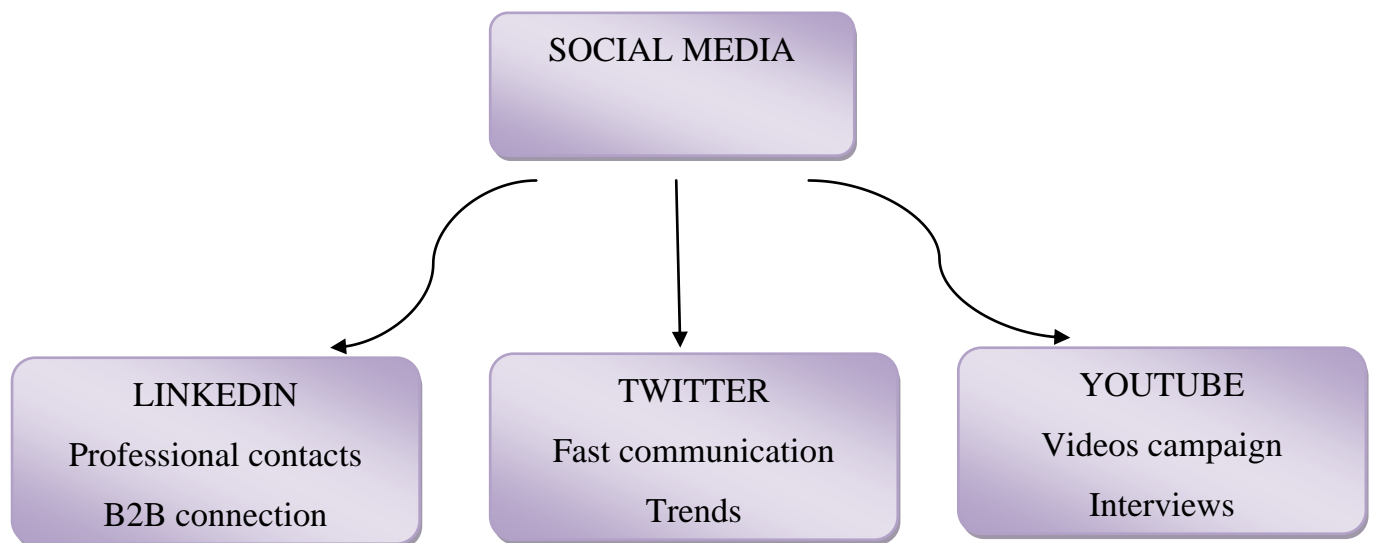 SOCIAL MEDIA
LINKEDIN
Professional contacts
B2B connection
TWITTER
Fast communication
Trends
YOUTUBE
Videos campaign
Interviews